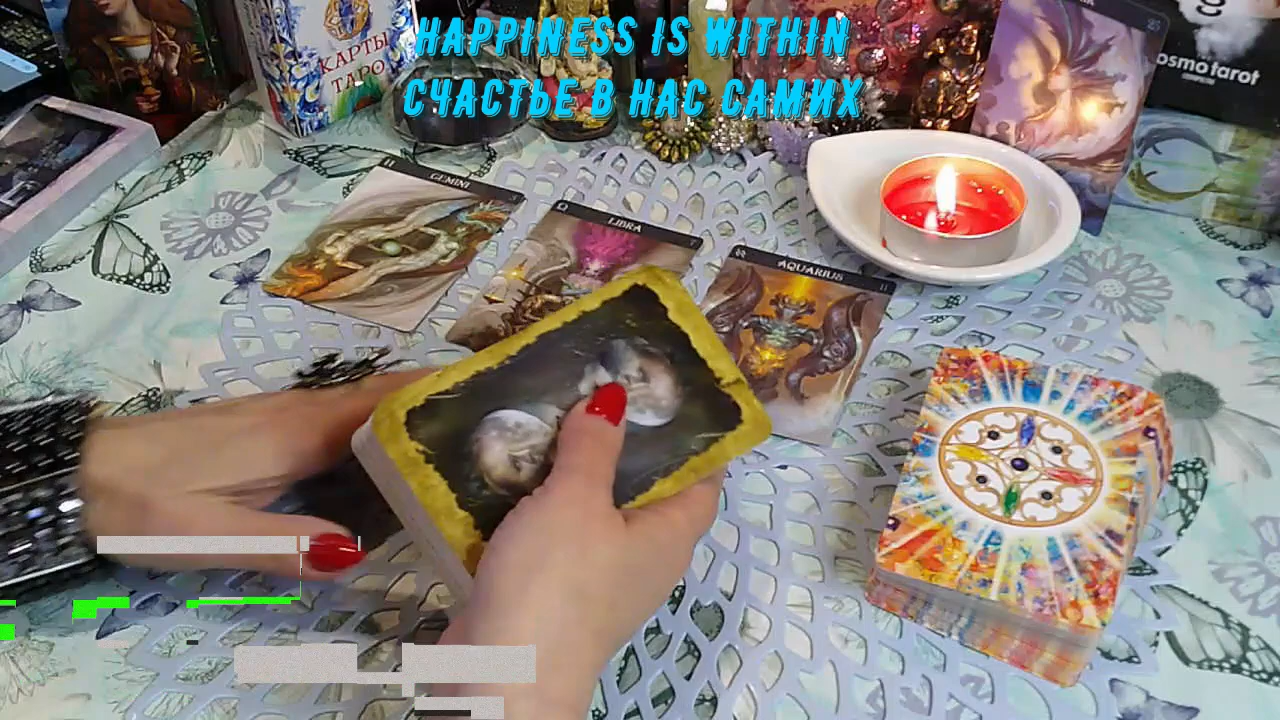 HAPPINESS IS WITHIN
СЧАСТЬЕ В НАС САМИХ
КАРТЫ
ТАРО
osmo tarot
GEMINI
LIBRA
AQUARIUS